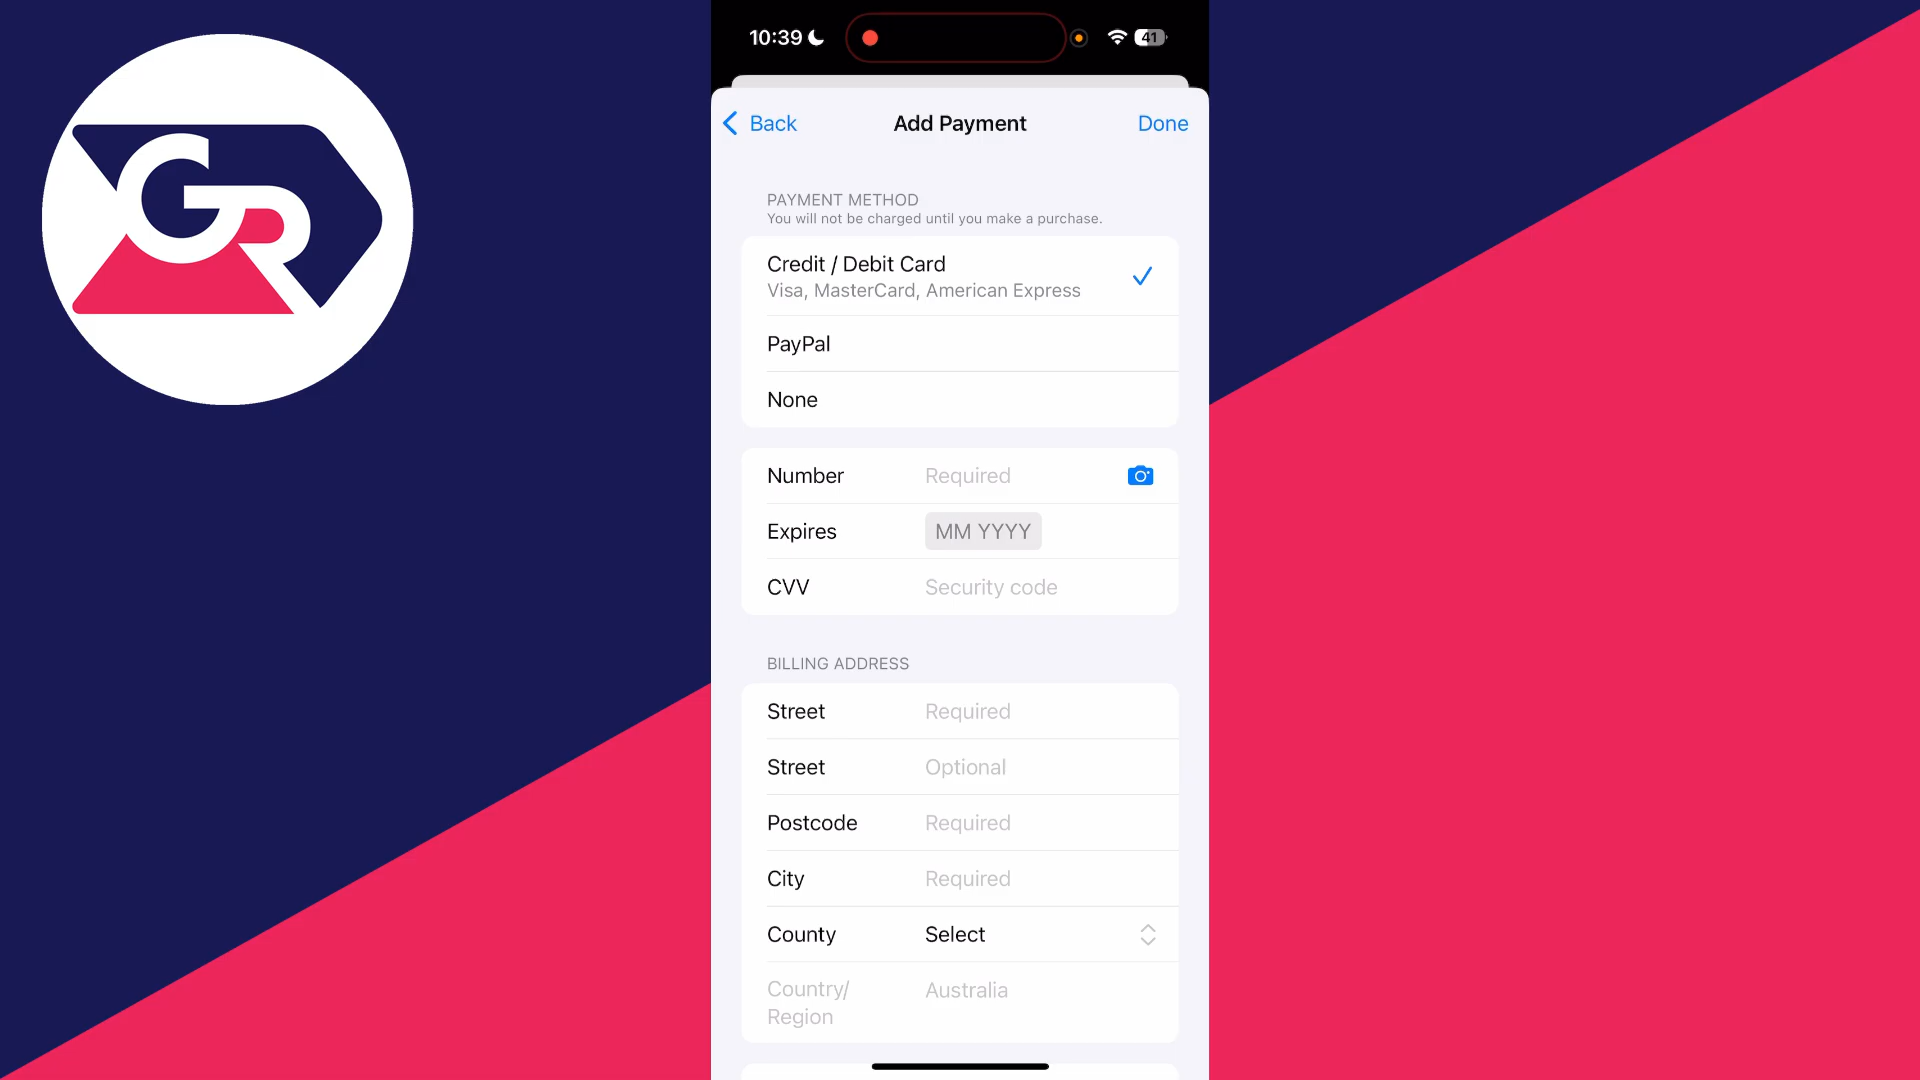 GR
10:39
41
Back
Add Payment
Done
PAYMENT METHOD
You will not be charged until you make a purchase.
Credit / Debit Card
Visa, MasterCard, American Express
PayPal
None
Number Required
Expires MM YYYY
CVV Security code
BILLING ADDRESS
Street Required
Street Optional
Postcode Required
City Required
County Select
Country/
Region
Australia